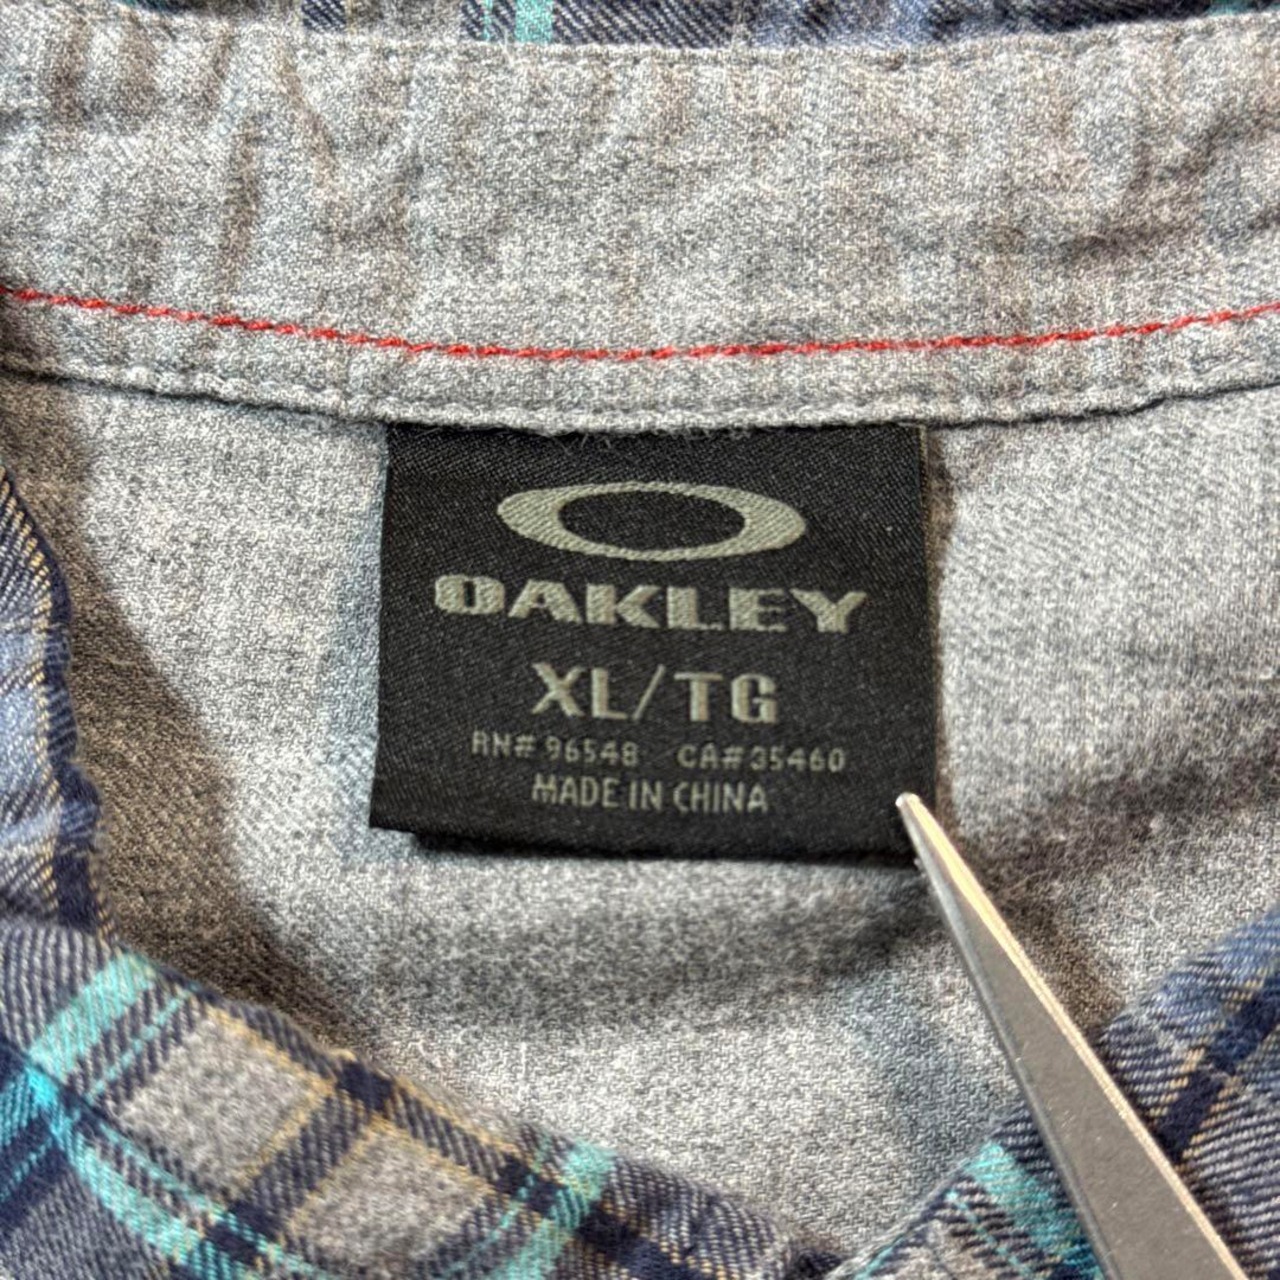 OAKLEY
XL/TG
RN# 96548 CA# 35460
MADE IN CHINA